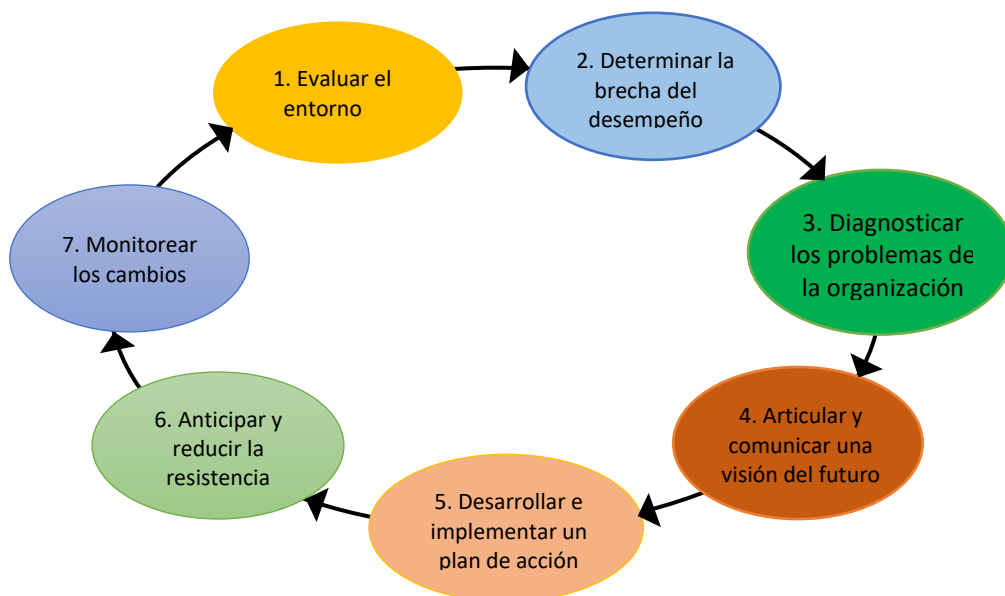 1. Evaluar el
entorno
2. Determinar la
brecha del
desempeño
3. Diagnosticar
los problemas de
la organización
4. Articular y
comunicar una
visión del futuro
5. Desarrollar e
implementar un
plan de acción
6. Anticipar y
reducir la
resistencia
7. Monitorear
los cambios